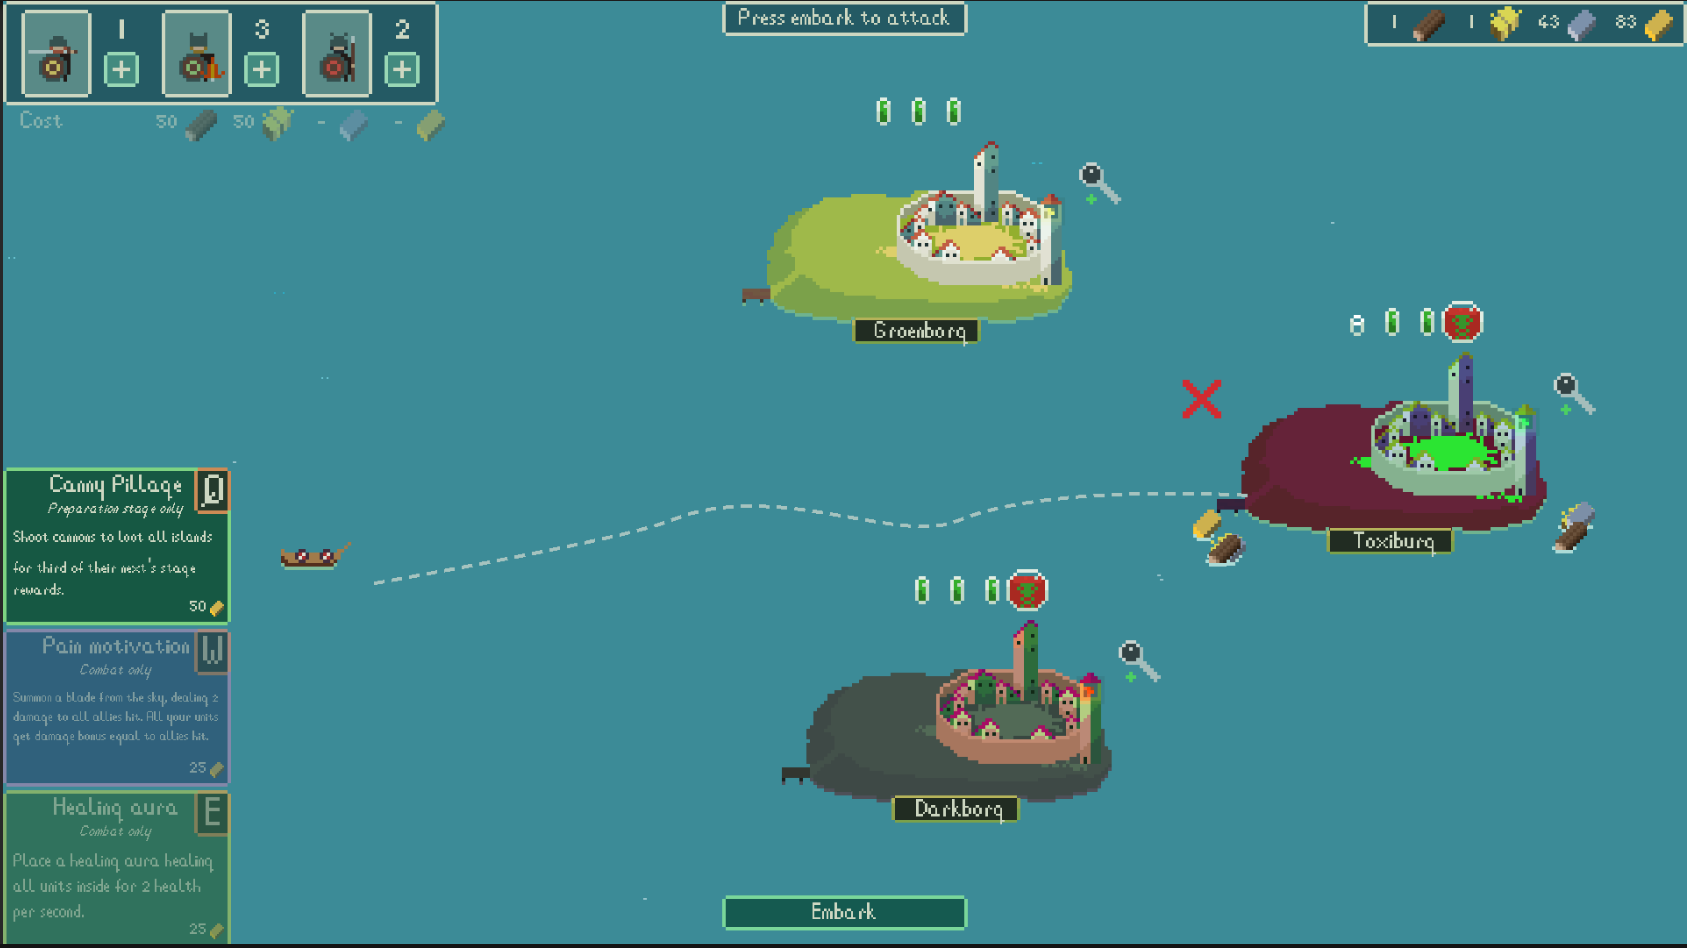 1
3
2
Press embark to attack
1 1 43 83
Cost 50 50 - -
Groenborg
Toxiburg
Canny Pillage Q
Preparation stage only
Shoot cannons to loot all islands
for third of their next's stage
rewards.
50
Pain motivation W
Combat only
Summon a blade from the sky, dealing 2
damage to all allies hit. All your units
get damage bonus equal to allies hit.
25
Healing aura E
Combat only
Place a healing aura healing
all units inside for 2 health
per second.
25
Darkborg
Embark